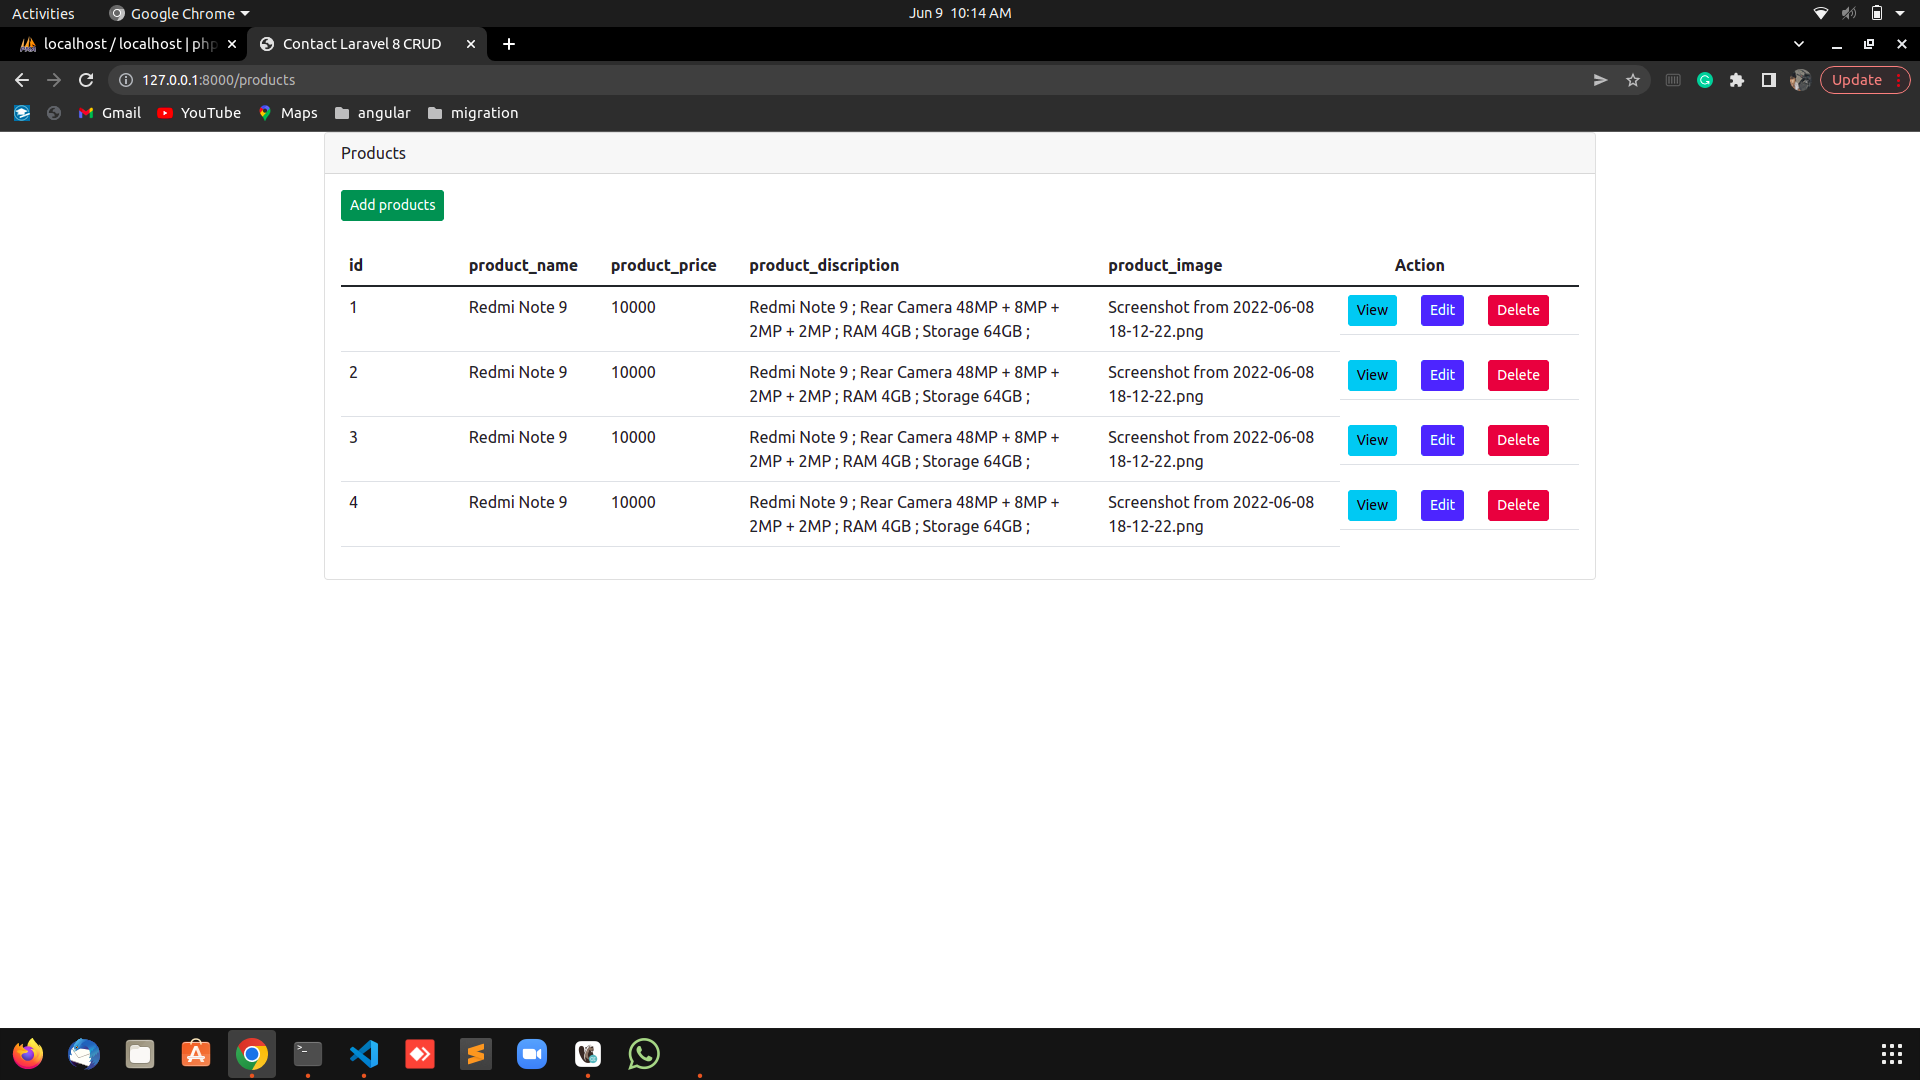 Activities Google Chrome Jun 9 10:14 AM
localhost / localhost | php Contact Laravel 8 CRUD
127.0.0.1:8000/products Update
Gmail YouTube Maps angular migration
Products
Add products
id product_name product_price product_discription product_image Action
1 Redmi Note 9 10000 Redmi Note 9 ; Rear Camera 48MP + 8MP + Screenshot from 2022-06-08 View Edit Delete
2MP + 2MP ; RAM 4GB ; Storage 64GB ; 18-12-22.png
2 Redmi Note 9 10000 Redmi Note 9 ; Rear Camera 48MP + 8MP + Screenshot from 2022-06-08 View Edit Delete
2MP + 2MP ; RAM 4GB ; Storage 64GB ; 18-12-22.png
3 Redmi Note 9 10000 Redmi Note 9 ; Rear Camera 48MP + 8MP + Screenshot from 2022-06-08 View Edit Delete
2MP + 2MP ; RAM 4GB ; Storage 64GB ; 18-12-22.png
4 Redmi Note 9 10000 Redmi Note 9 ; Rear Camera 48MP + 8MP + Screenshot from 2022-06-08 View Edit Delete
2MP + 2MP ; RAM 4GB ; Storage 64GB ; 18-12-22.png